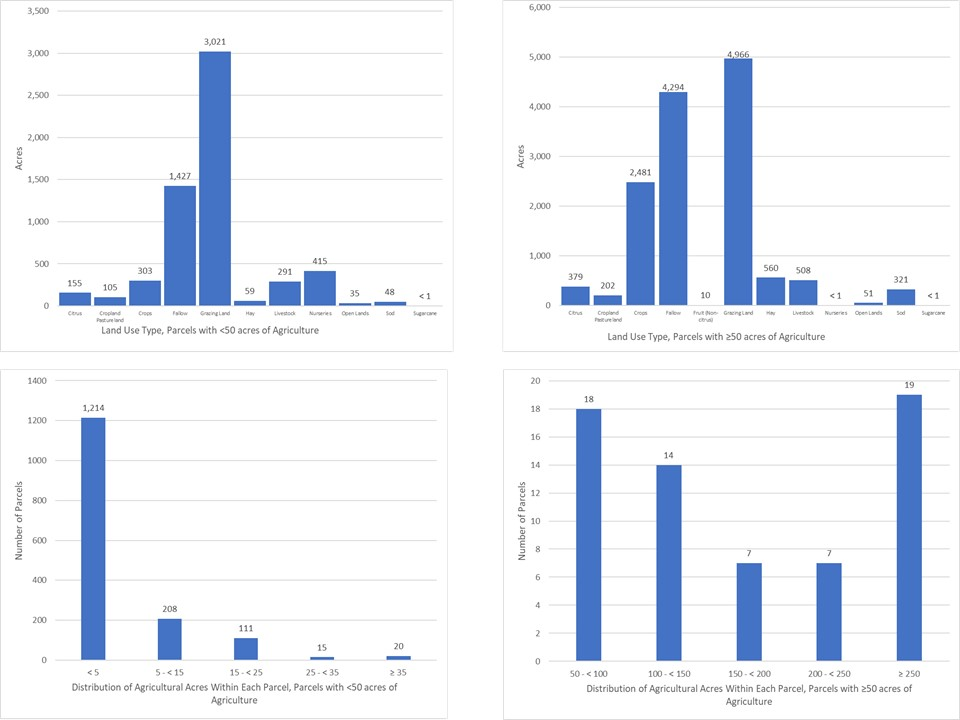 3,500
3,000
2,500
2,000
1,500
1,000
500
0
Acres
155
105
303
1,427
3,021
59
291
415
35
48
< 1
Citrus
Cropland
Pastureland
Crops
Fallow
Grazing Land
Hay
Livestock
Nurseries
Open Lands
Sod
Sugarcane
Land Use Type, Parcels with <50 acres of Agriculture
6,000
5,000
4,000
3,000
2,000
1,000
0
Acres
379
202
2,481
4,294
10
4,966
560
508
< 1
51
321
< 1
Citrus
Cropland
Pastureland
Crops
Fallow
Fruit (Non-
citrus)
Grazing Land
Hay
Livestock
Nurseries
Open Lands
Sod
Sugarcane
Land Use Type, Parcels with ≥50 acres of Agriculture
1400
1200
1000
800
600
400
200
0
Number of Parcels
1,214
208
111
15
20
< 5
5 - < 15
15 - < 25
25 - < 35
≥ 35
Distribution of Agricultural Acres Within Each Parcel, Parcels with <50 acres of
Agriculture
20
18
16
14
12
10
8
6
4
2
0
Number of Parcels
18
14
7
7
19
50 - < 100
100 - < 150
150 - < 200
200 - < 250
≥ 250
Distribution of Agricultural Acres Within Each Parcel, Parcels with ≥50 acres of
Agriculture